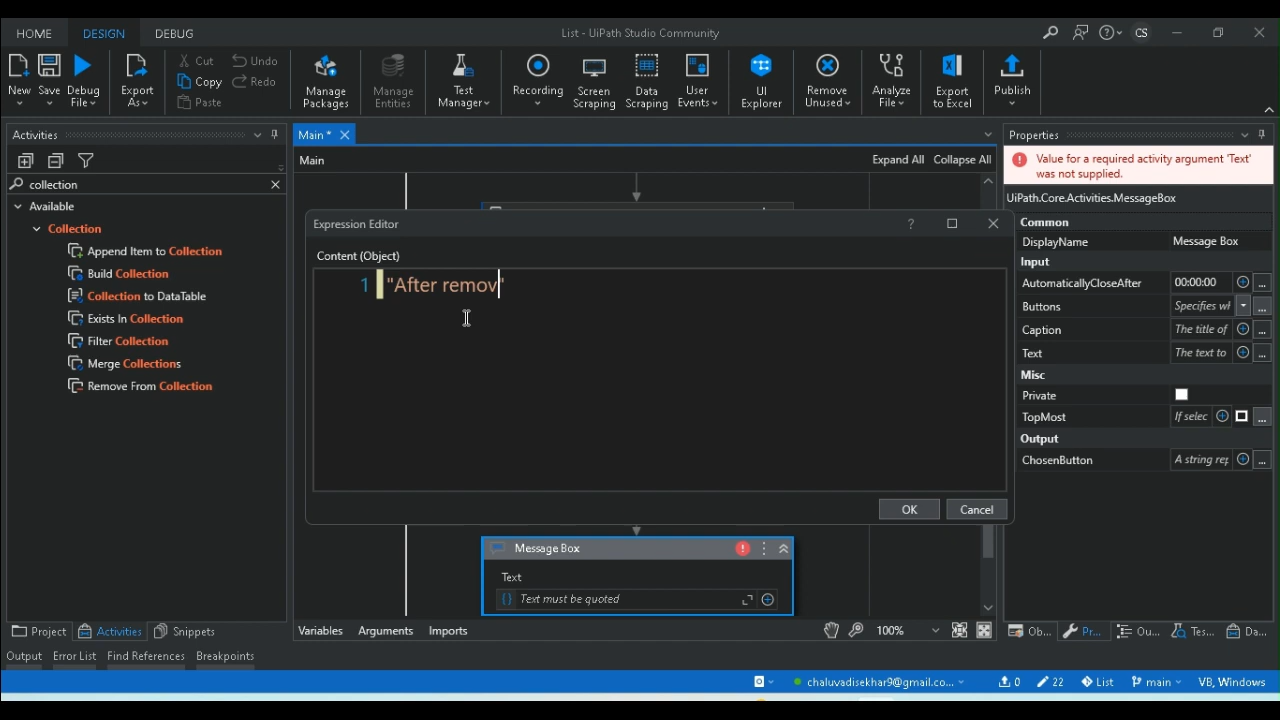 HOME DESIGN DEBUG List - UiPath Studio Community CS
New Save Debug File Export As Cut Copy Paste Undo Redo Manage Packages Manage Entities Test Manager Recording Screen Scraping Data Scraping User Events UI Explorer Remove Unused Analyze File Export to Excel Publish
Activities
collection
Available
Collection
Append Item to Collection
Build Collection
Collection to DataTable
Exists In Collection
Filter Collection
Merge Collections
Remove From Collection
Project Activities Snippets
Main *
Main Expand All Collapse All
Expression Editor ?
Content (Object)
1 "After remov"
OK Cancel
Message Box
Text
Text must be quoted
Variables Arguments Imports 100%
Properties
Value for a required activity argument 'Text'
was not supplied.
UiPath.Core.Activities.MessageBox
Common
DisplayName Message Box
Input
AutomaticallyCloseAfter 00:00:00 ...
Buttons Specifies wl ...
Caption The title of ...
Text The text to ...
Misc
Private
TopMost If selec ...
Output
ChosenButton A string rep ...
Ob... Pr... Ou... Tes... Da...
Output Error List Find References Breakpoints
chaluvadisekhar9@gmail.co... 0 22 List main VB, Windows